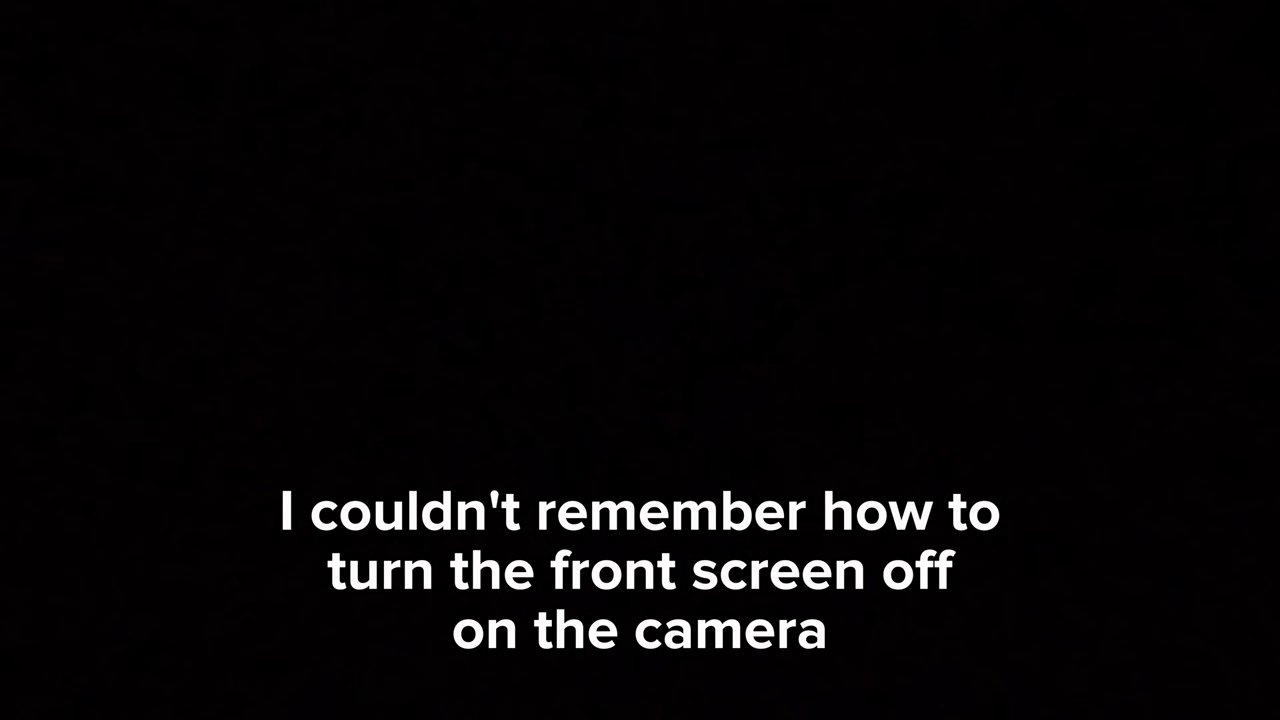 I couldn't remember how to
turn the front screen off
on the camera